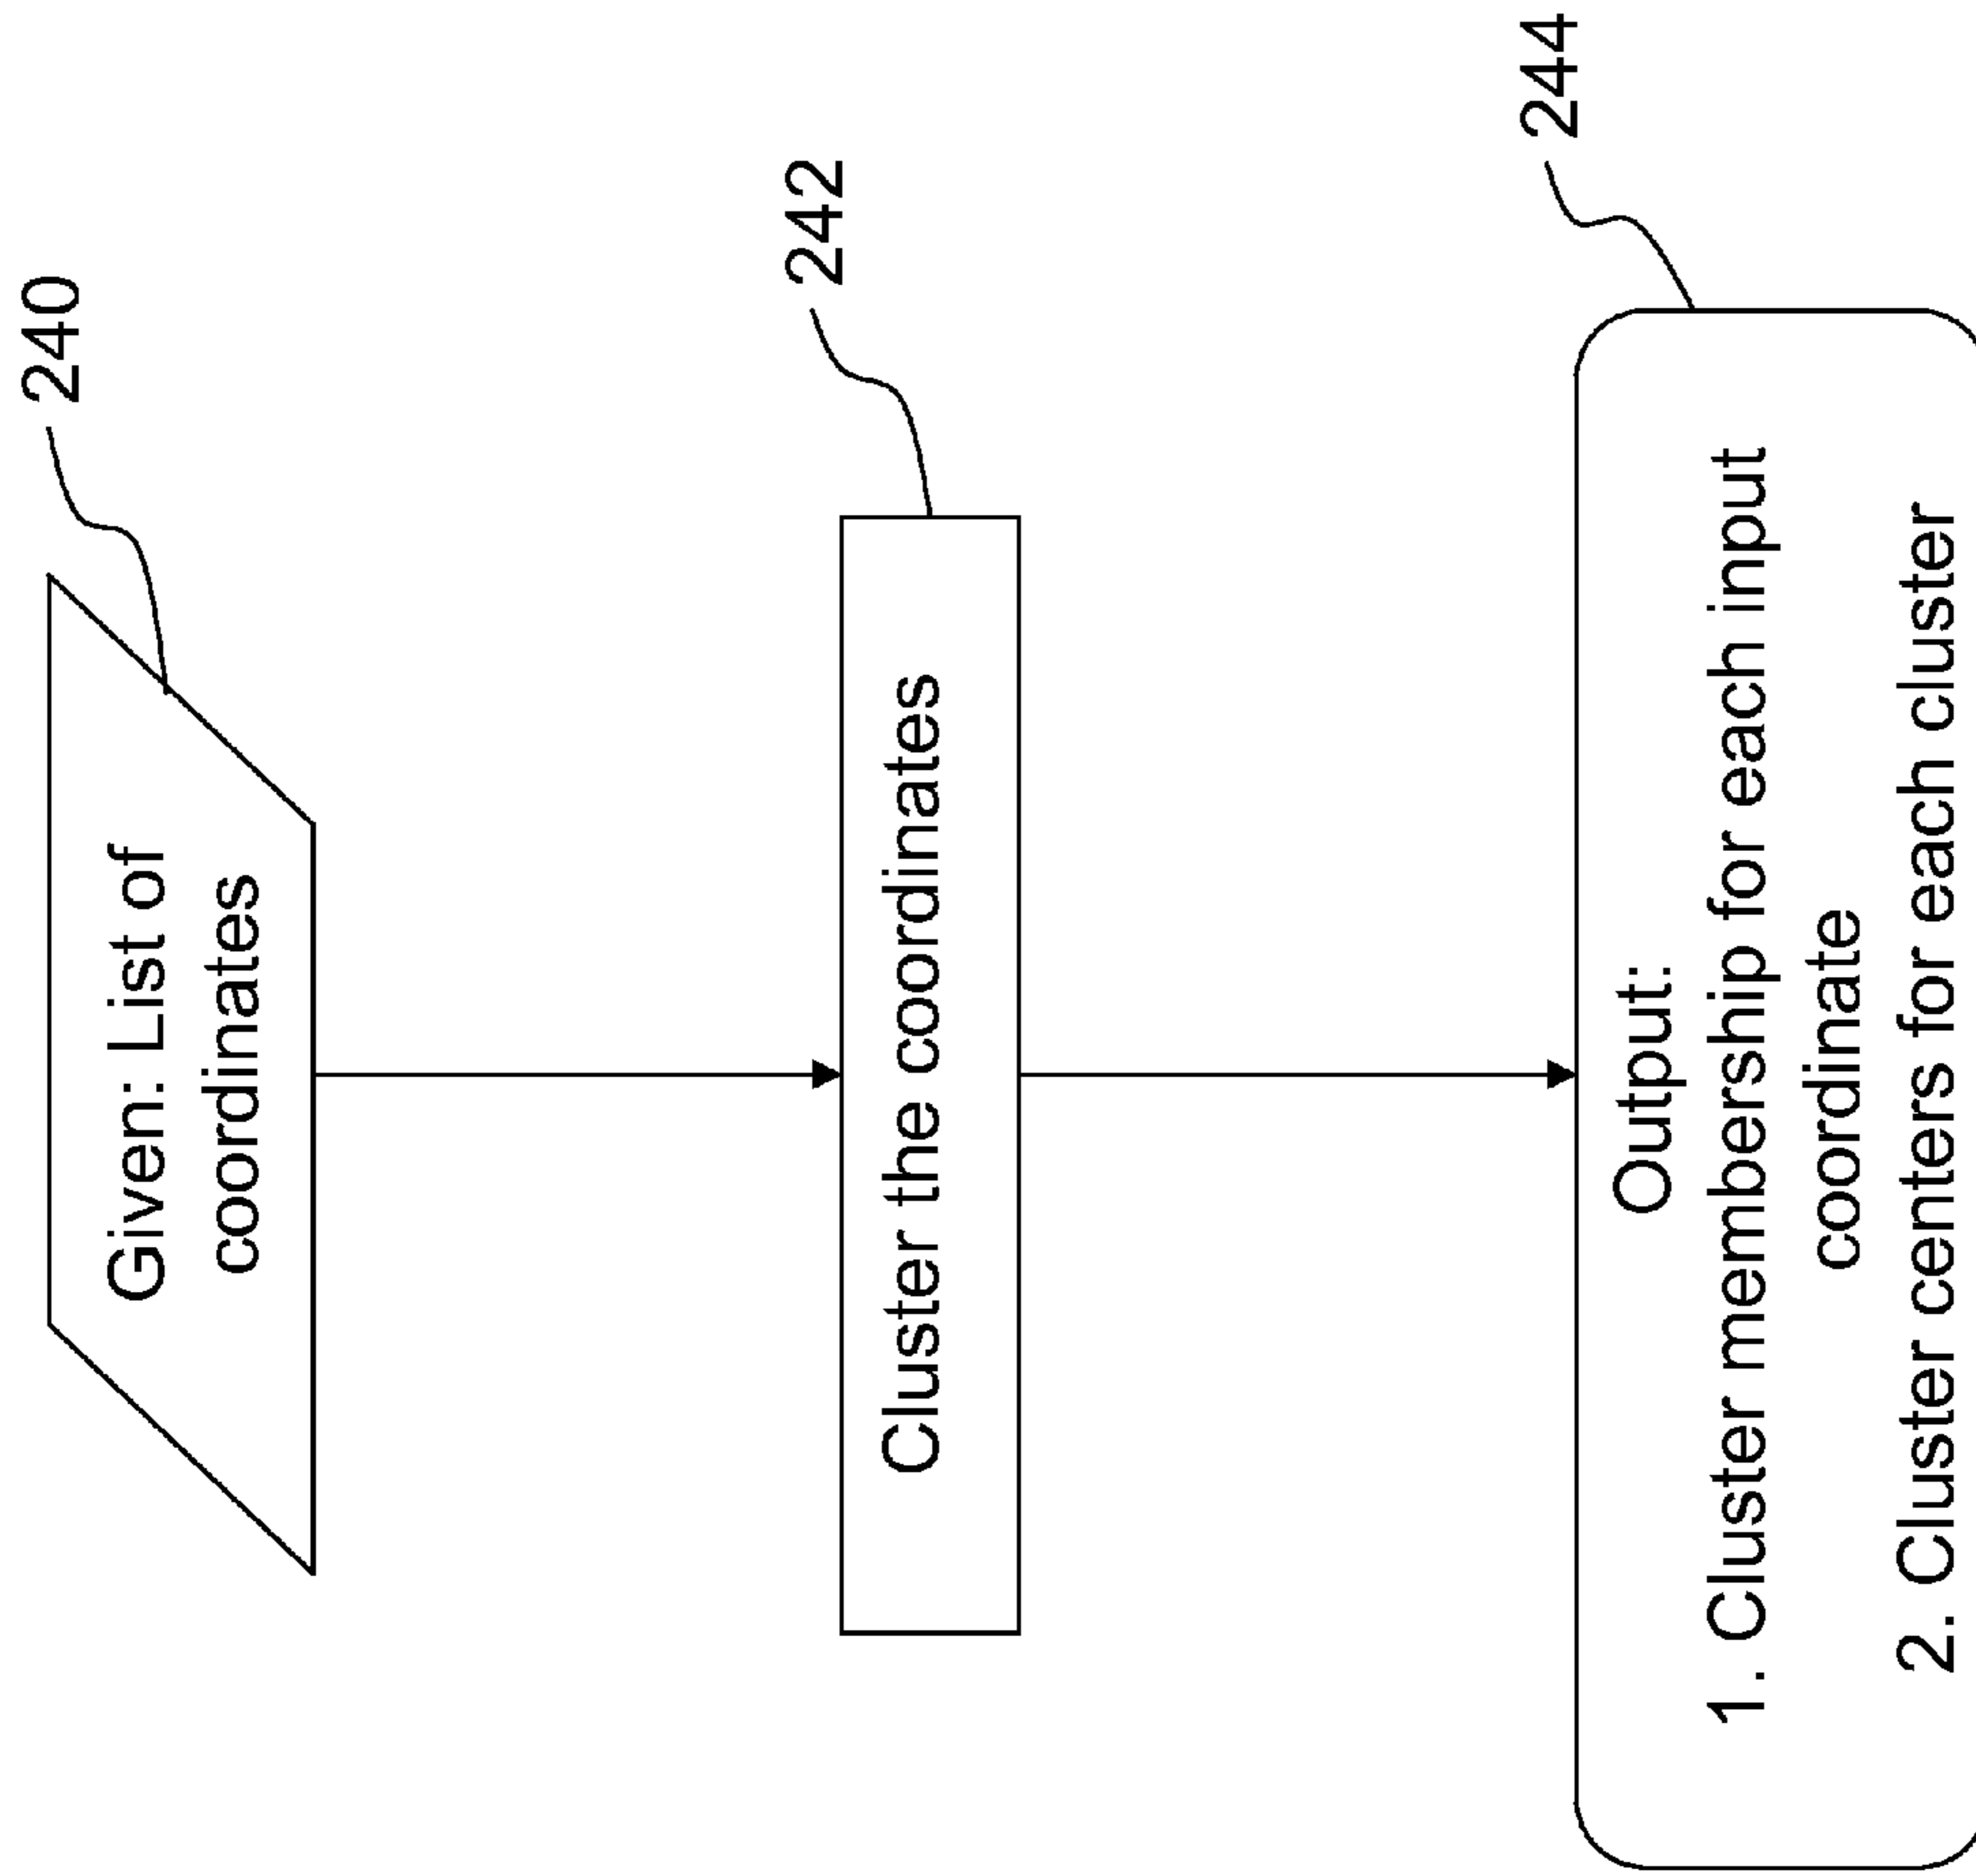 240
Given: List of
coordinates
242
Cluster the coordinates
244
Output:
1. Cluster membership for each input
coordinate
2. Cluster centers for each cluster